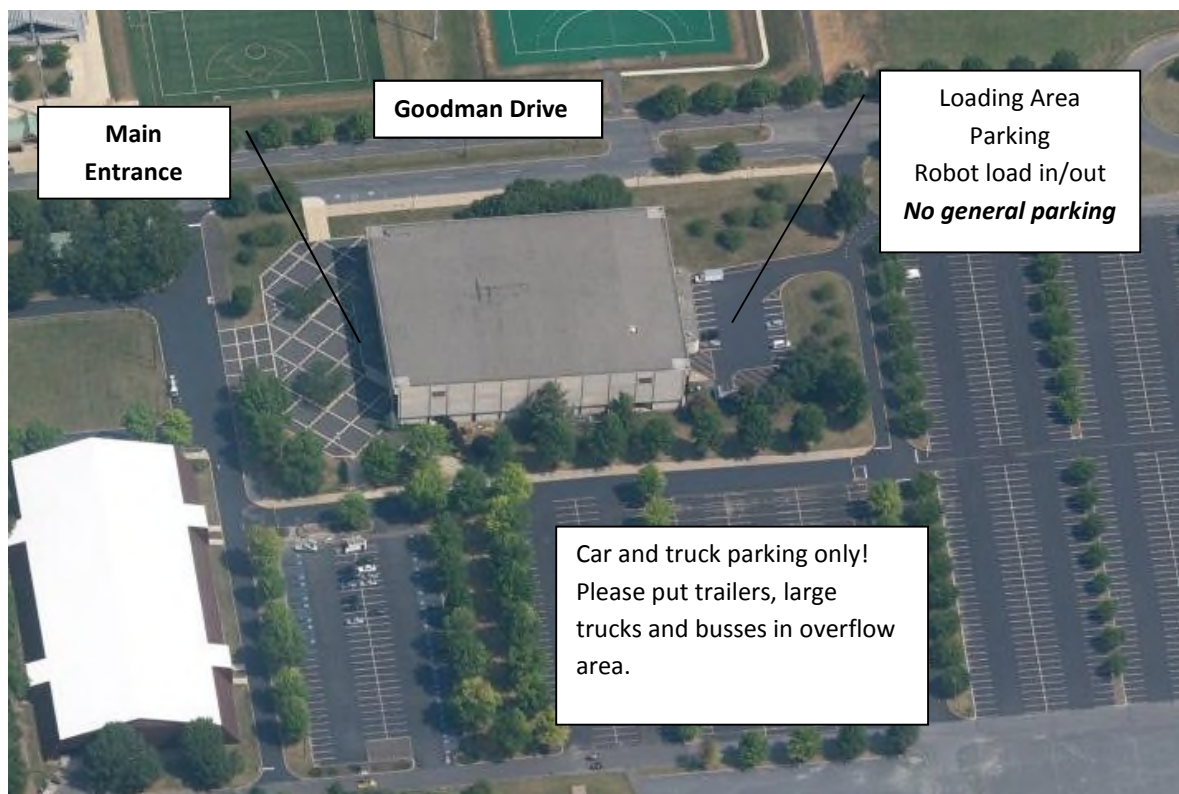 Main
Entrance
Goodman Drive
Loading Area
Parking
Robot load in/out
No general parking
Car and truck parking only!
Please put trailers, large
trucks and busses in overflow
area.